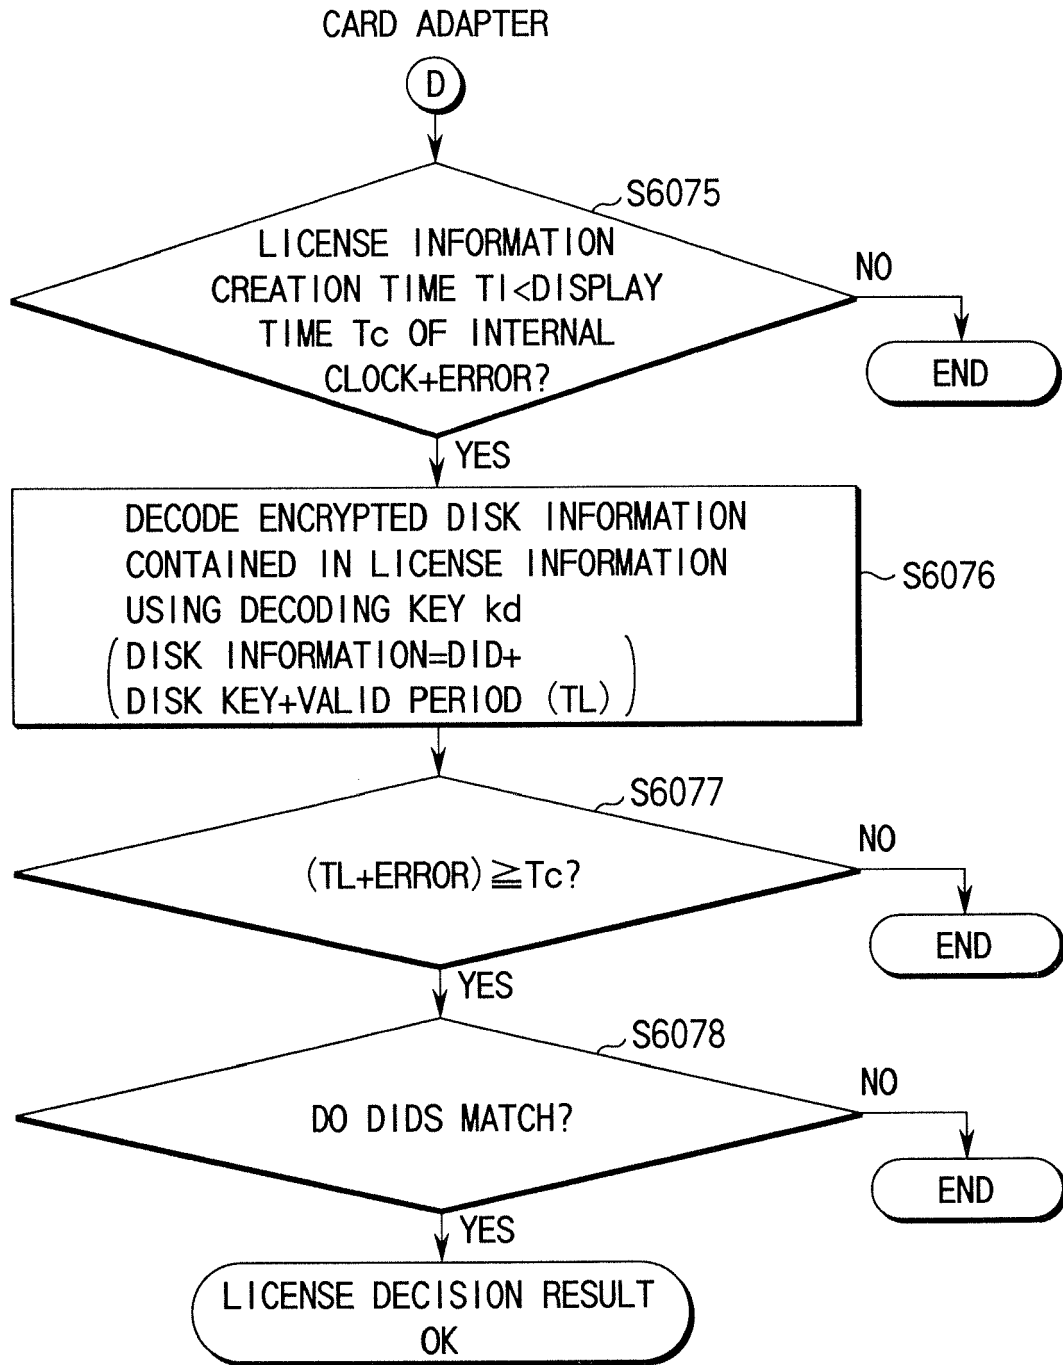 CARD ADAPTER
D
S6075
LICENSE INFORMATION
CREATION TIME TI<DISPLAY
TIME Tc OF INTERNAL
CLOCK+ERROR?
NO
END
YES
DECODE ENCRYPTED DISK INFORMATION
CONTAINED IN LICENSE INFORMATION
USING DECODING KEY kd
(DISK INFORMATION=DID+
DISK KEY+VALID PERIOD (TL))
S6076
S6077
(TL+ERROR)≧Tc?
NO
END
YES
S6078
DO DIDS MATCH?
NO
END
YES
LICENSE DECISION RESULT
OK